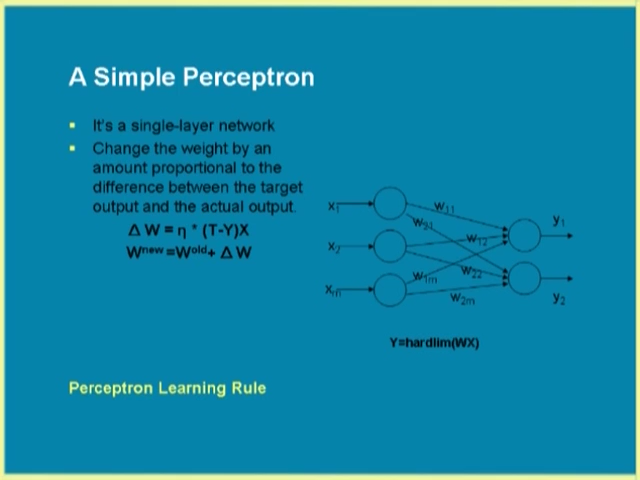 A Simple Perceptron
▪ It's a single-layer network
▪ Change the weight by an
amount proportional to the
difference between the target
output and the actual output.
Δ W = η * (T-Y)X
Wnew =Wold+ Δ W
x1
x2
xm
w11
w21
w12
w22
w1m
w2m
y1
y2
Y=hardlim(WX)
Perceptron Learning Rule